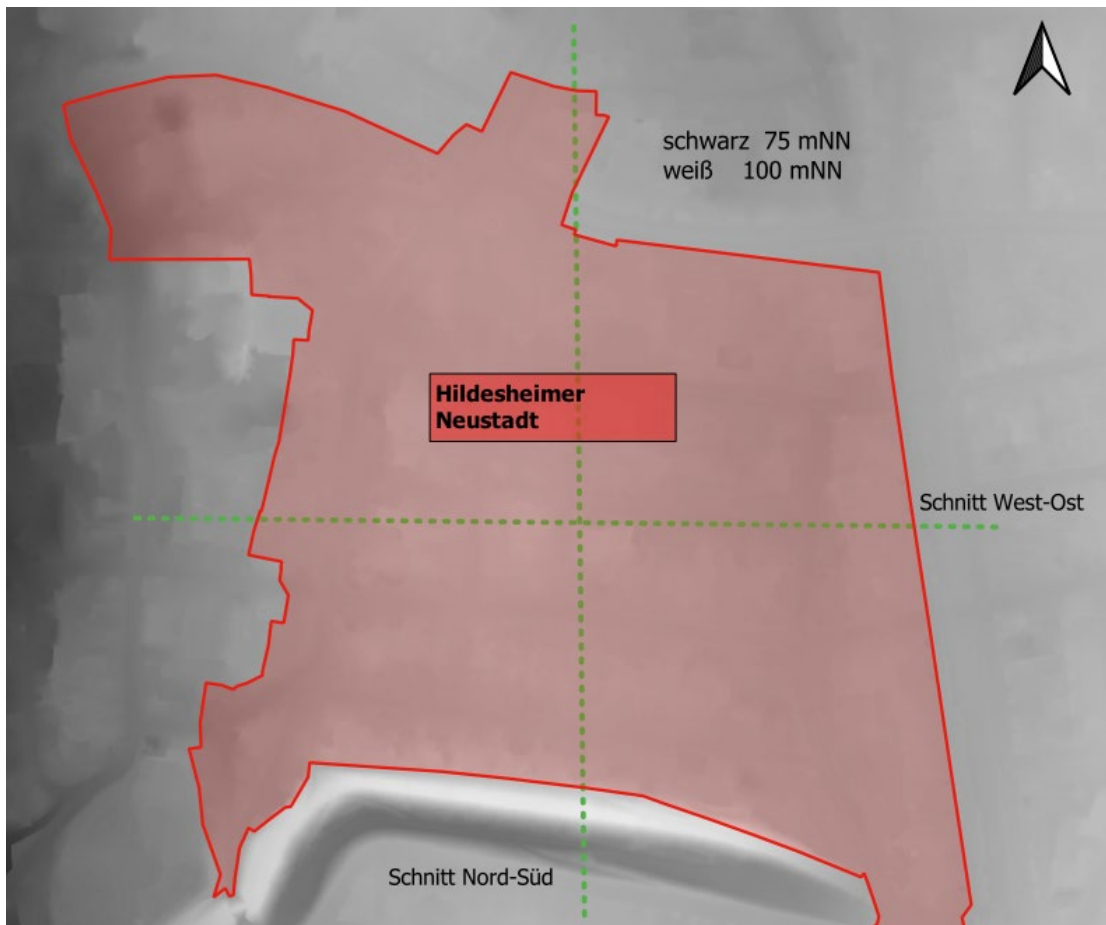 schwarz 75 mNN
weiß 100 mNN
Hildesheimer
Neustadt
Schnitt West-Ost
Schnitt Nord-Süd